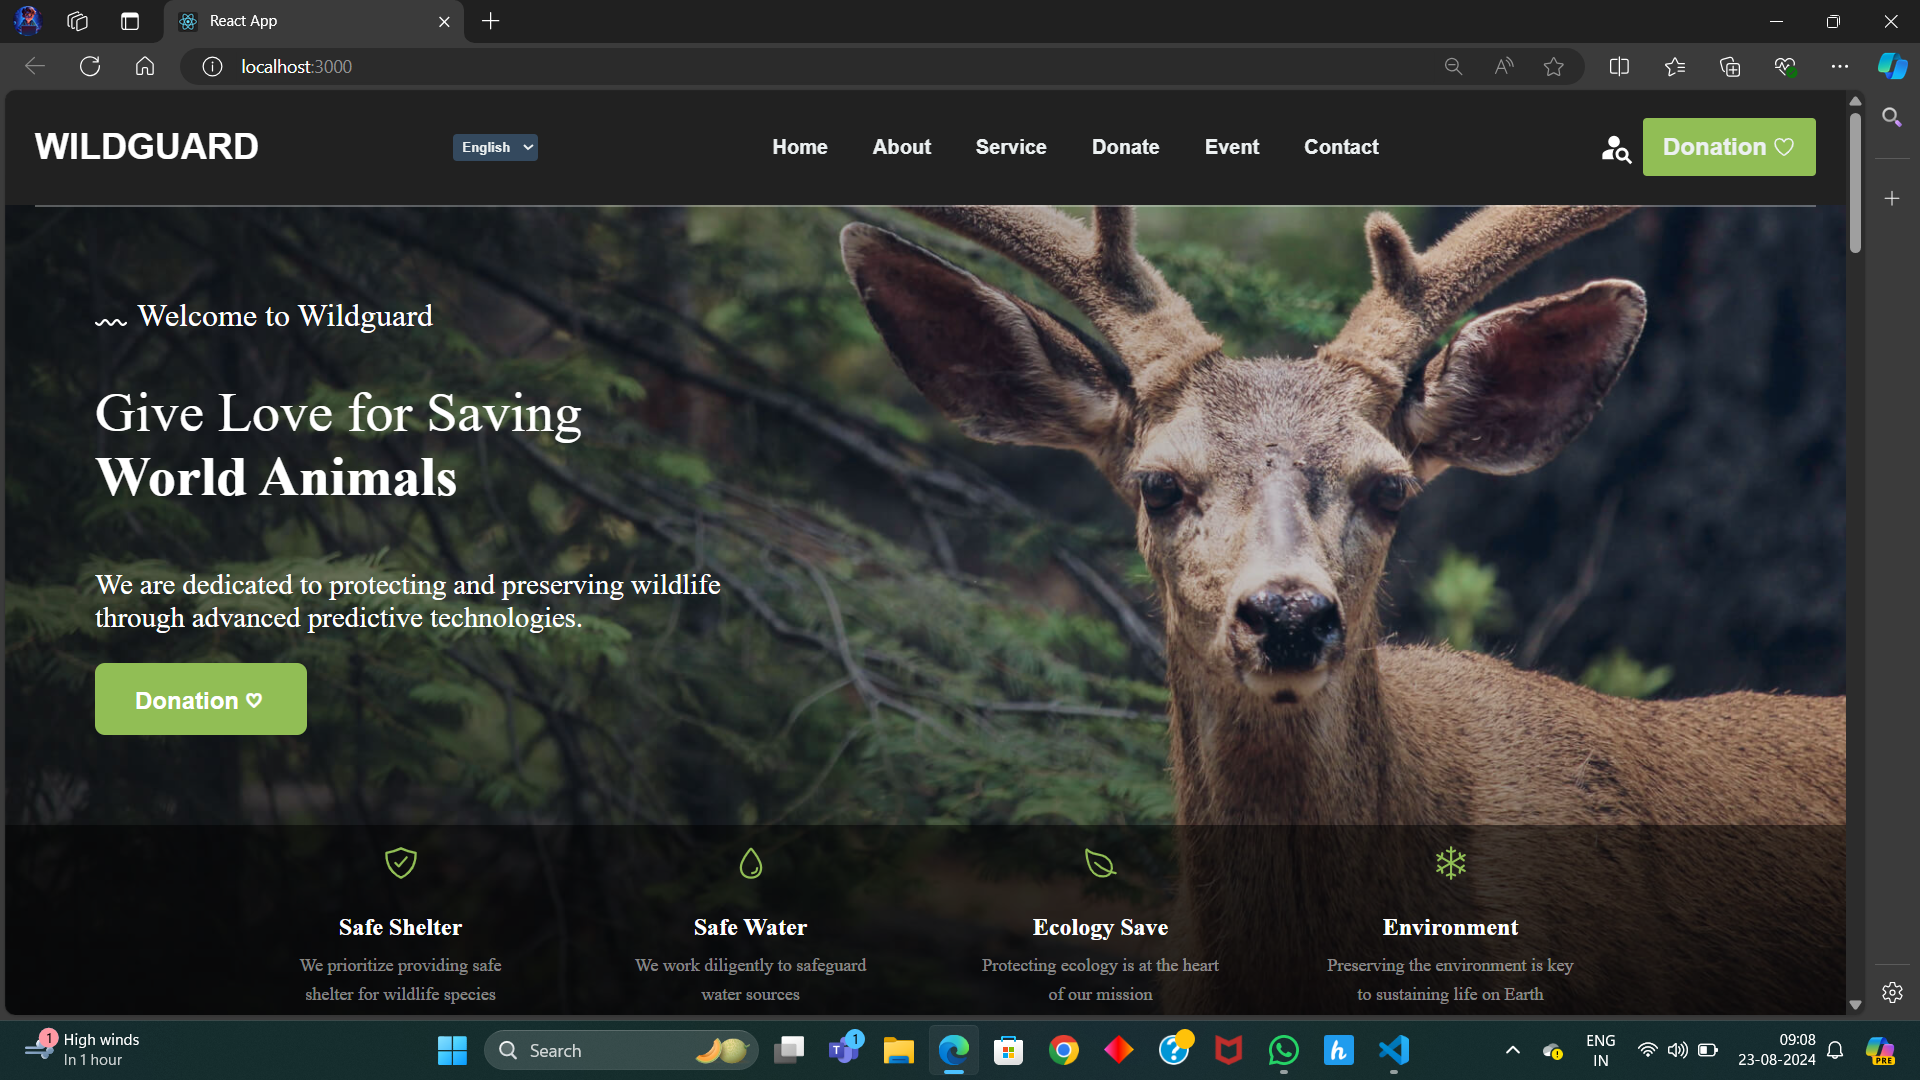 React App
localhost:3000
WILDGUARD
English
Home About Service Donate Event Contact
Donation
Welcome to Wildguard
Give Love for Saving
World Animals
We are dedicated to protecting and preserving wildlife
through advanced predictive technologies.
Donation
Safe Shelter
We prioritize providing safe
shelter for wildlife species
Safe Water
We work diligently to safeguard
water sources
Ecology Save
Protecting ecology is at the heart
of our mission
Environment
Preserving the environment is key
to sustaining life on Earth
1
High winds
In 1 hour
Search
1
ENG
IN
09:08
23-08-2024
PRE